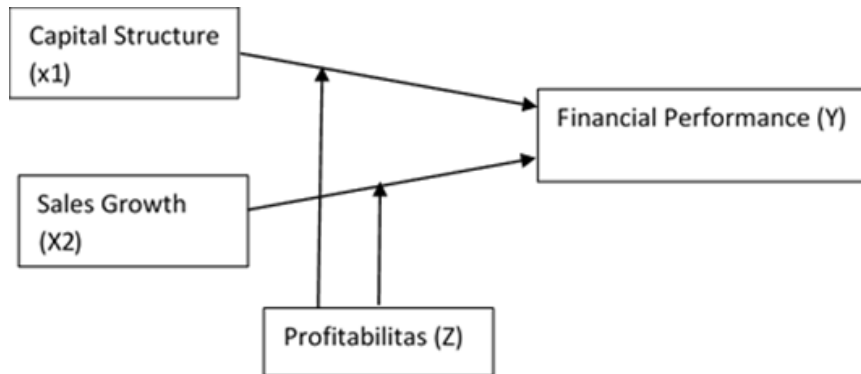 Capital Structure
(x1)
Financial Performance (Y)
Sales Growth
(X2)
Profitabilitas (Z)